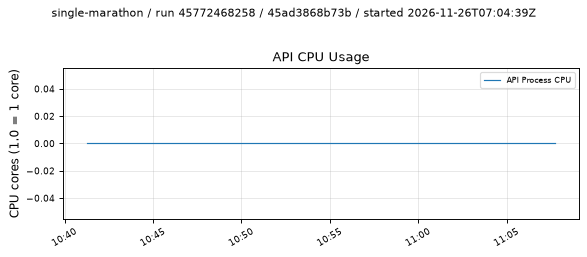 single-marathon / run 45772468258 / 45ad3868b73b / started 2026-11-26T07:04:39Z
API CPU Usage
API Process CPU
CPU cores (1.0 = 1 core)
0.04
0.02
0.00
−0.02
−0.04
10:40
10:45
10:50
10:55
11:00
11:05